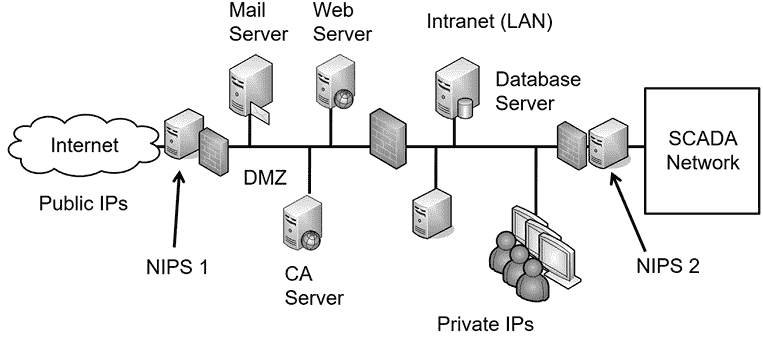 Mail
Server
Web
Server
Intranet (LAN)
Database
Server
Internet
SCADA
Network
DMZ
Public IPs
NIPS 1
CA
Server
NIPS 2
Private IPs